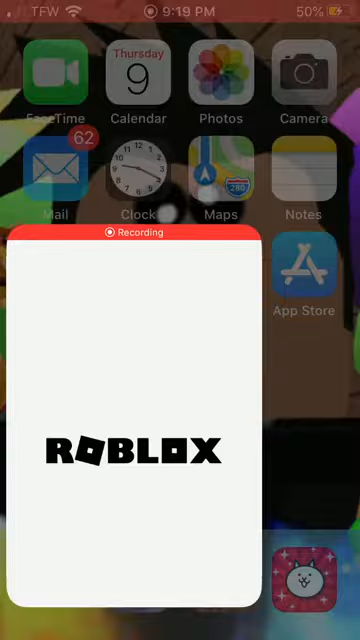 TFW 9:19 PM 50%
Thursday
9
FaceTime Calendar Photos Camera
62
12
280
Mail Clock Maps Notes
Recording
App Store
ROBLOX